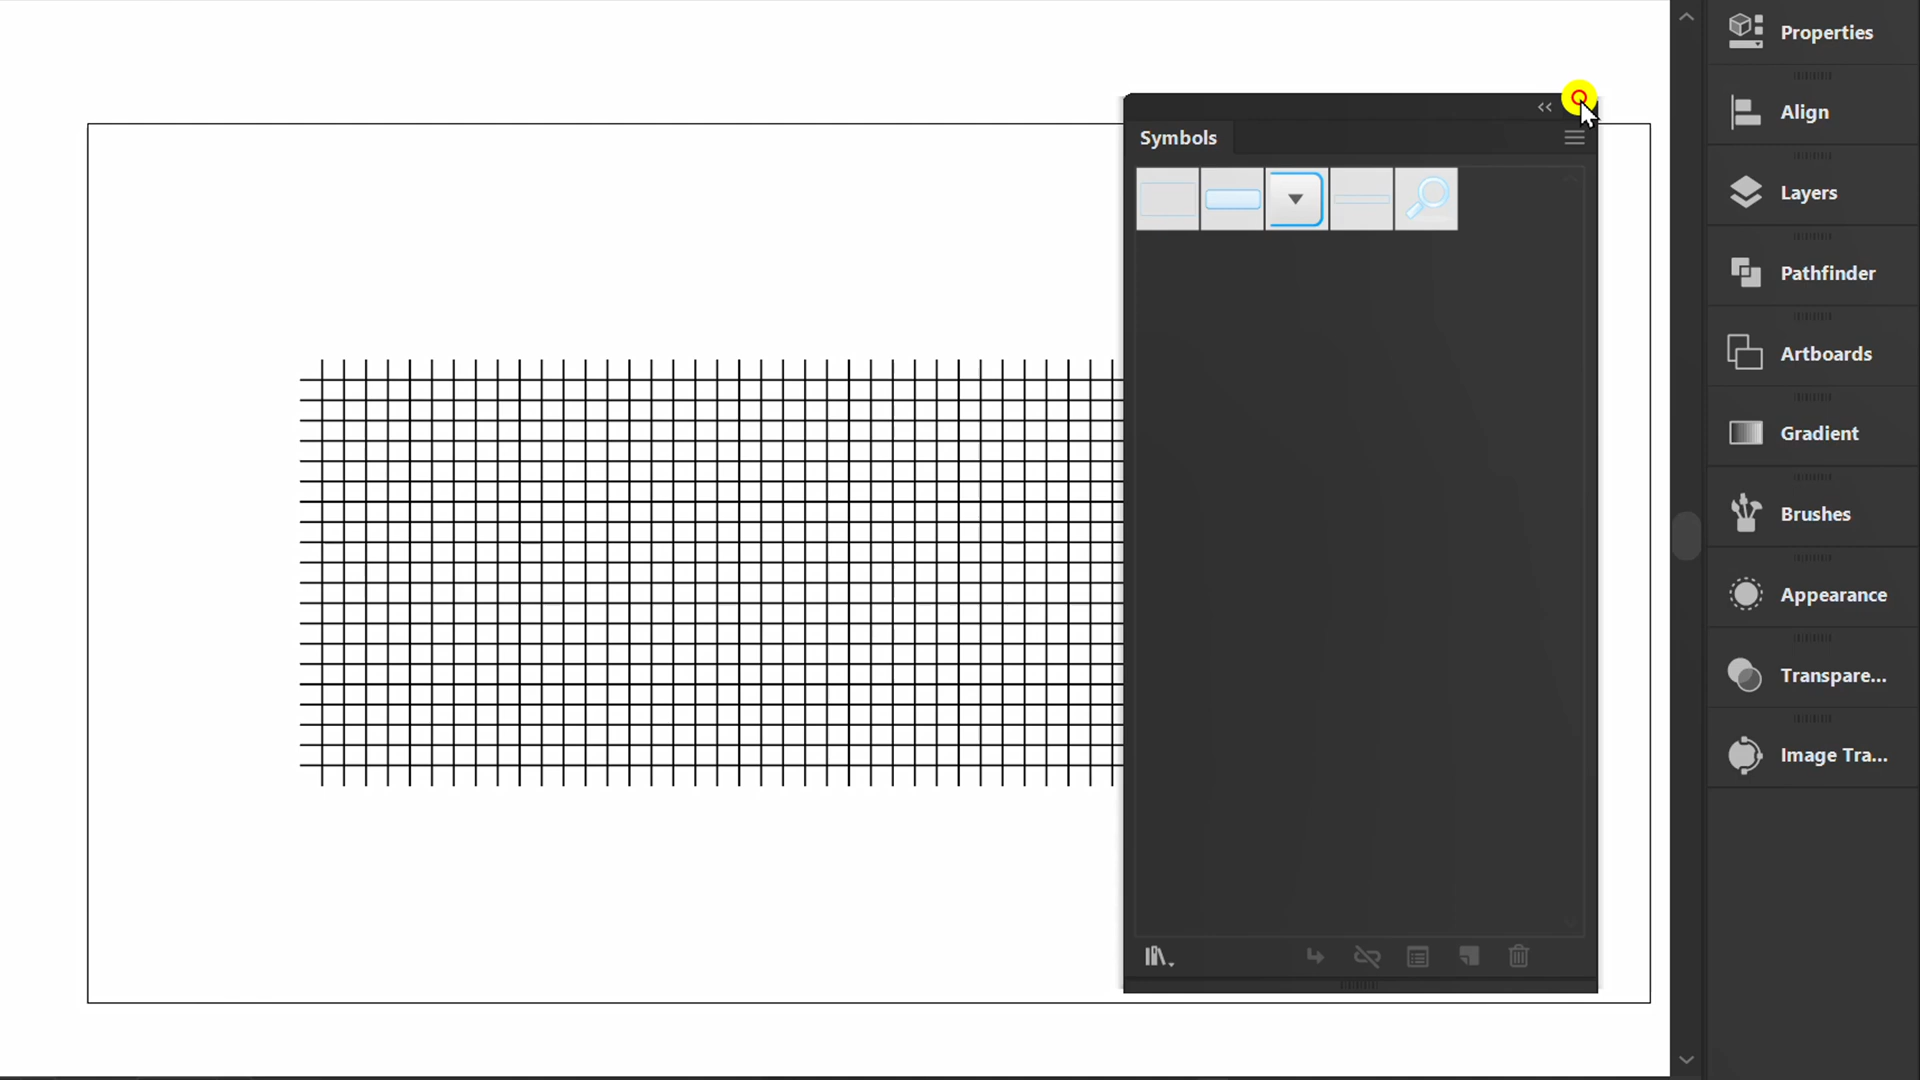 Symbols
Properties
Align
Layers
Pathfinder
Artboards
Gradient
Brushes
Appearance
Transpare...
Image Tra...